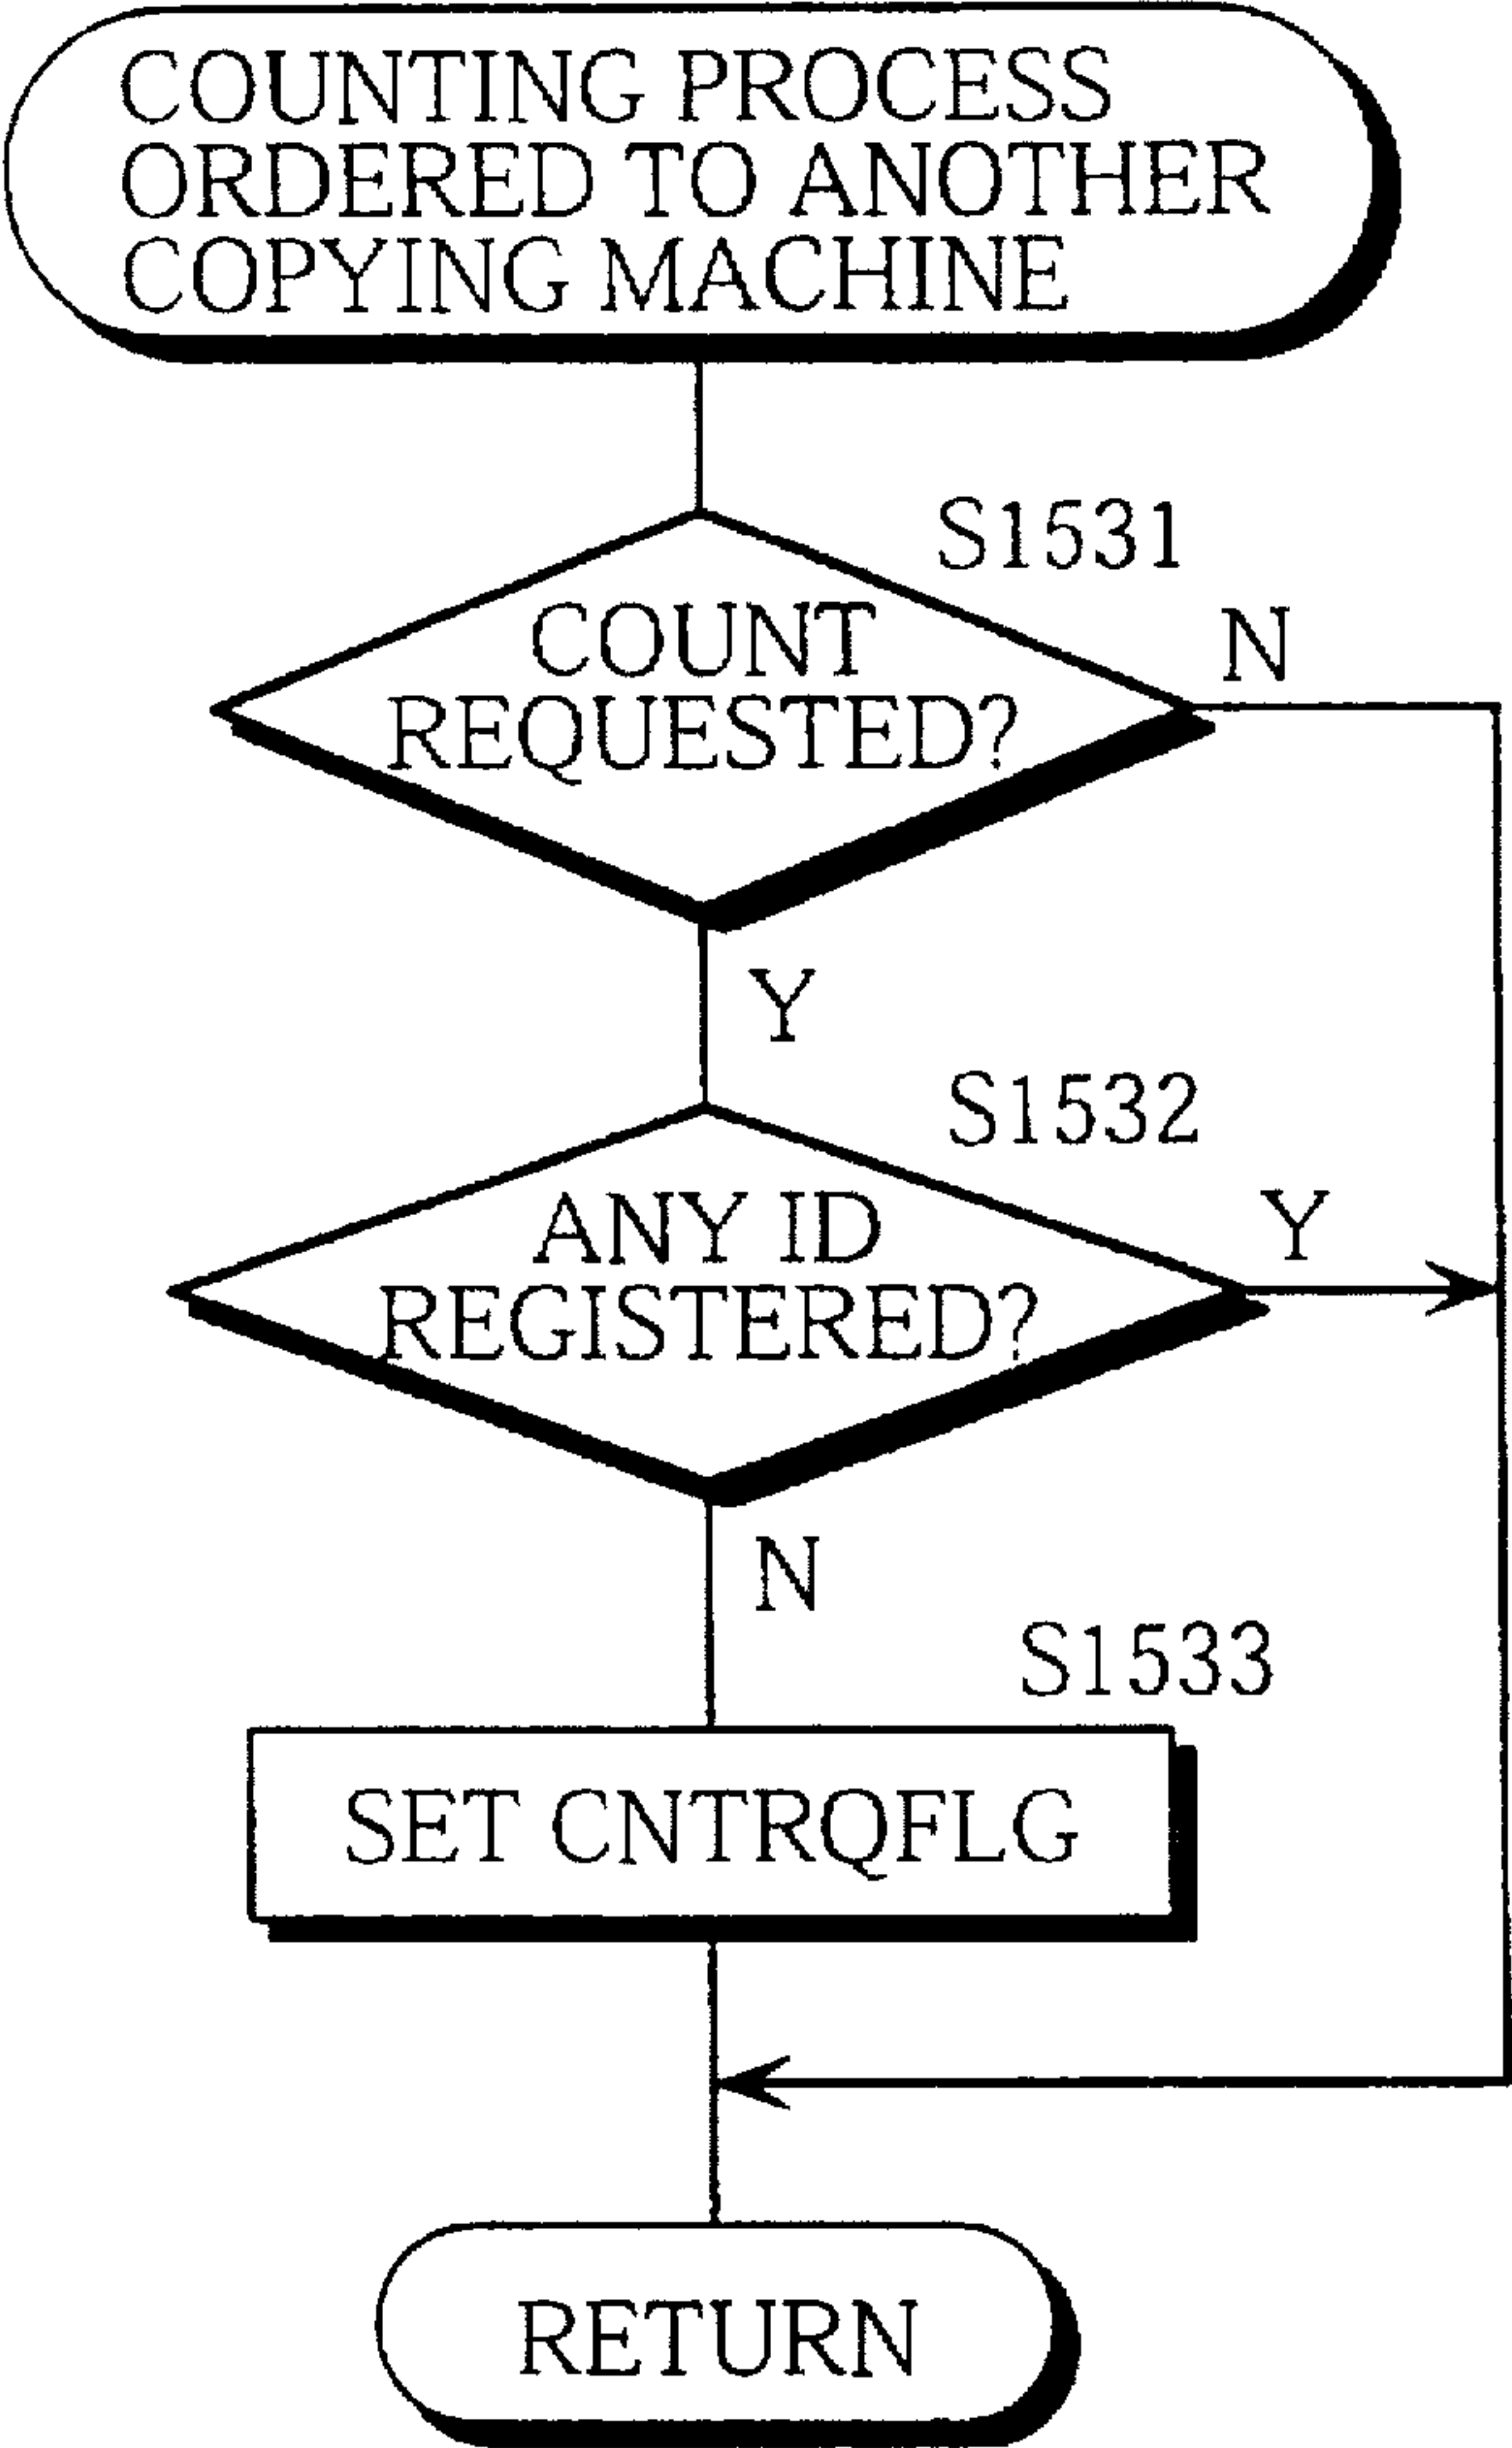 COUNTING PROCESS
ORDERED TO ANOTHER
COPYING MACHINE
S1531
COUNT
REQUESTED?
N
Y
S1532
ANY ID
REGISTERED?
Y
N
S1533
SET CNTRQFLG
RETURN